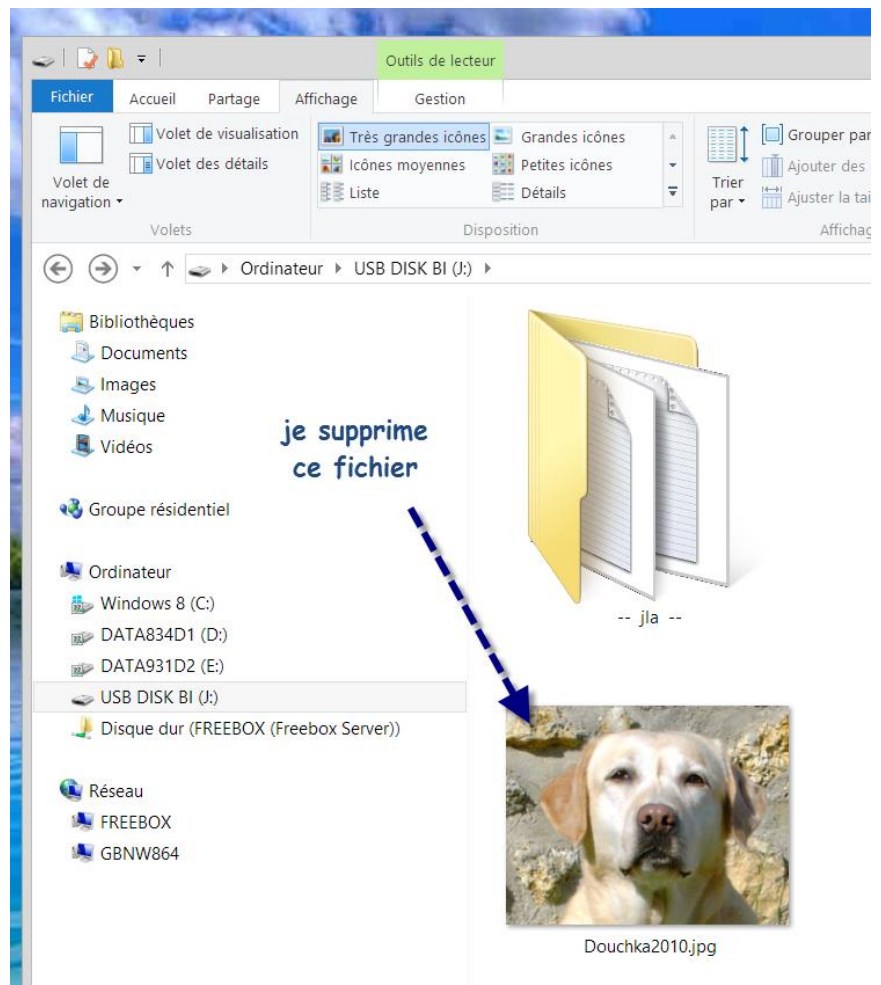 Outils de lecteur
Fichier Accueil Partage Affichage Gestion
Volet de navigation
Volet de visualisation
Volet des détails
Volets
Très grandes icônes Grandes icônes
Icônes moyennes Petites icônes
Liste Détails
Disposition
Trier par
Grouper par
Ajouter des
Ajuster la tai
Affichag
Ordinateur USB DISK BI (J:)
Bibliothèques
Documents
Images
Musique
Vidéos
Groupe résidentiel
Ordinateur
Windows 8 (C:)
DATA834D1 (D:)
DATA931D2 (E:)
USB DISK BI (J:)
Disque dur (FREEBOX (Freebox Server))
Réseau
FREEBOX
GBNW864
je supprime
ce fichier
-- jla --
Douchka2010.jpg